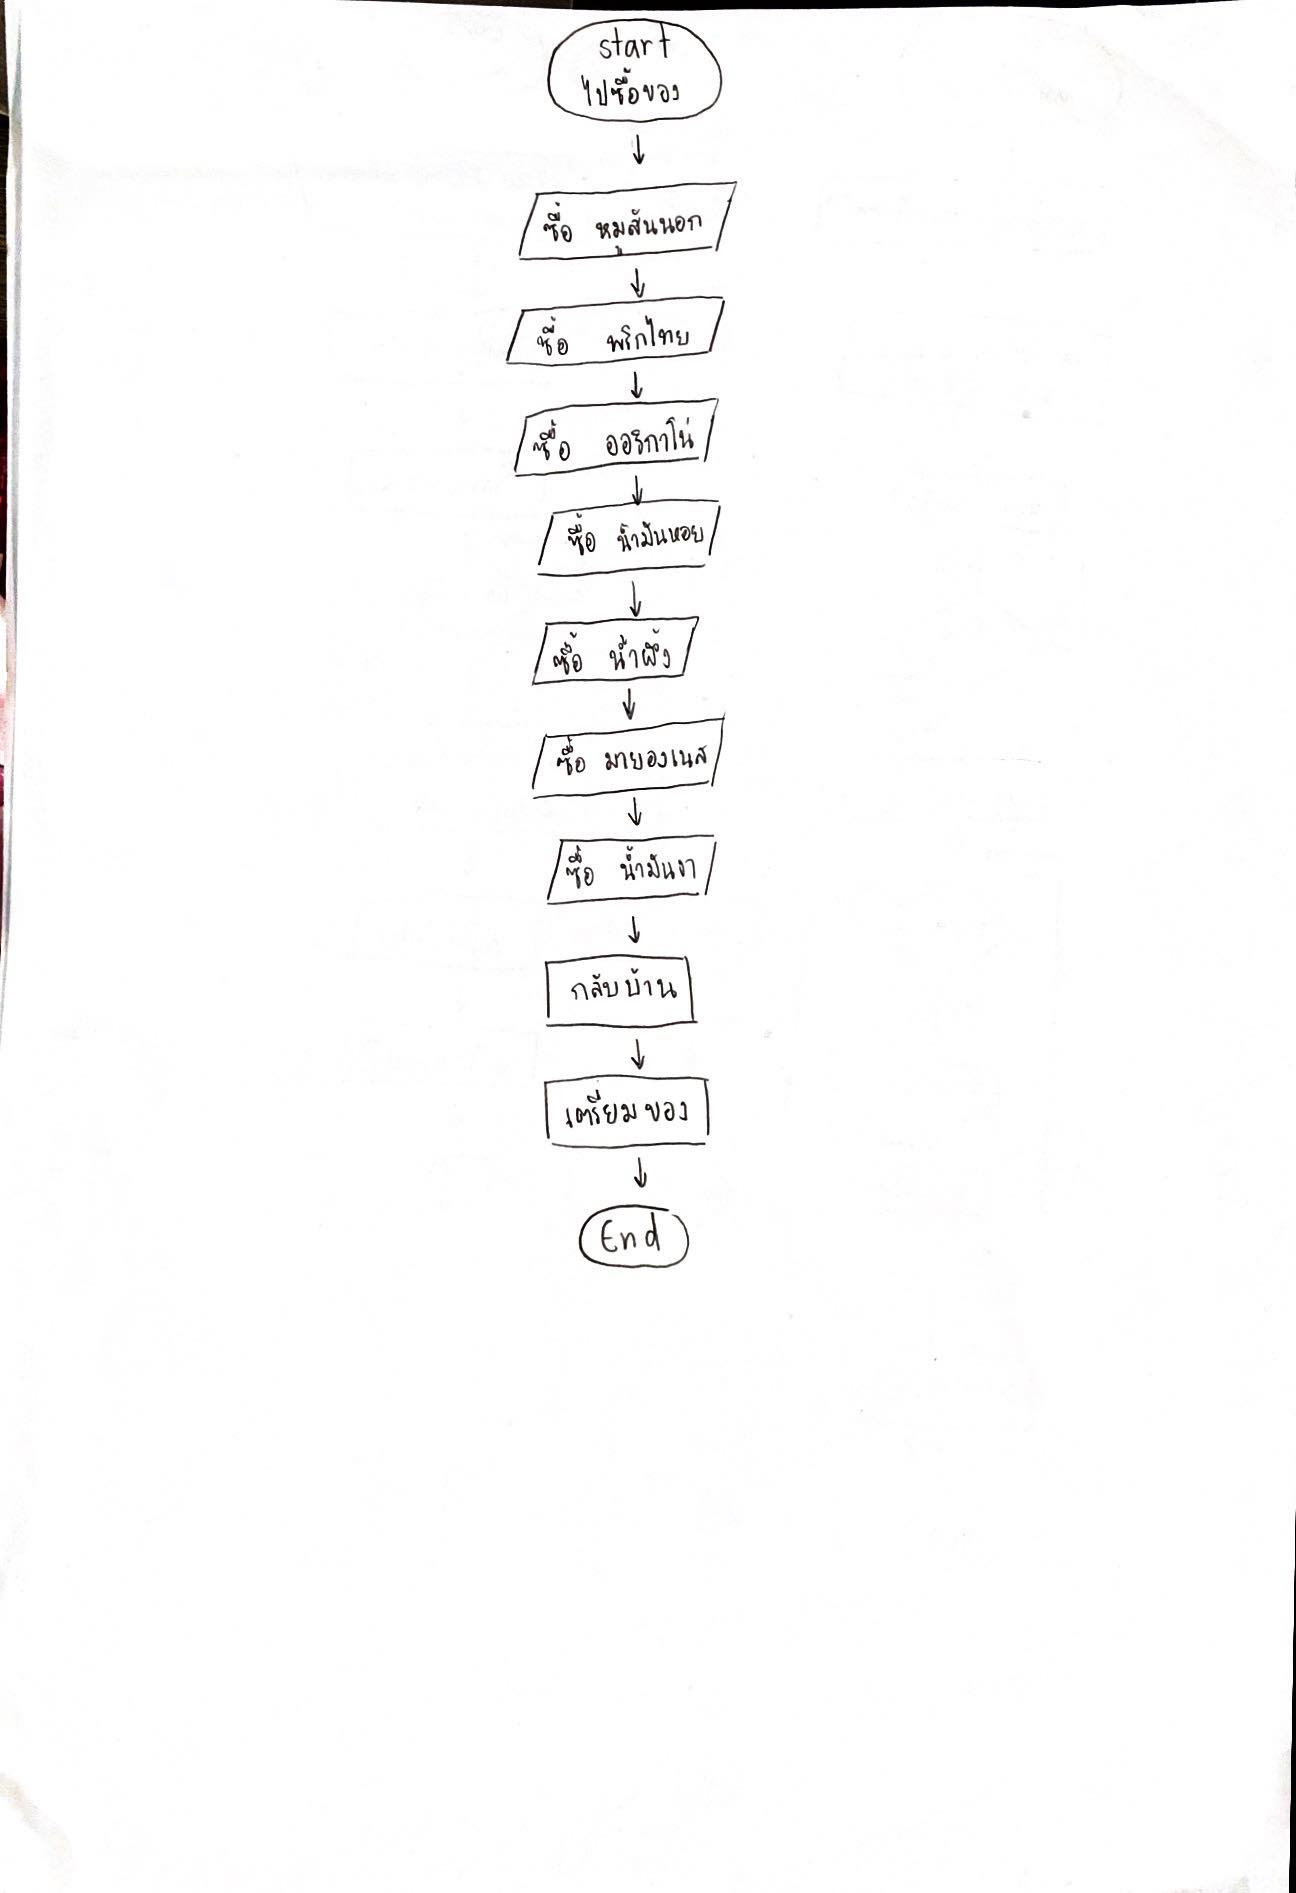 start
ไปซื้อของ
ซื้อ หมูสันนอก
ซื้อ พริกไทย
ซื้อ ออริกาโน่
ซื้อ น้ำมันหอย
ซื้อ น้ำผึ้ง
ซื้อ มายองเนส
ซื้อ น้ำมันงา
กลับบ้าน
เตรียมของ
End